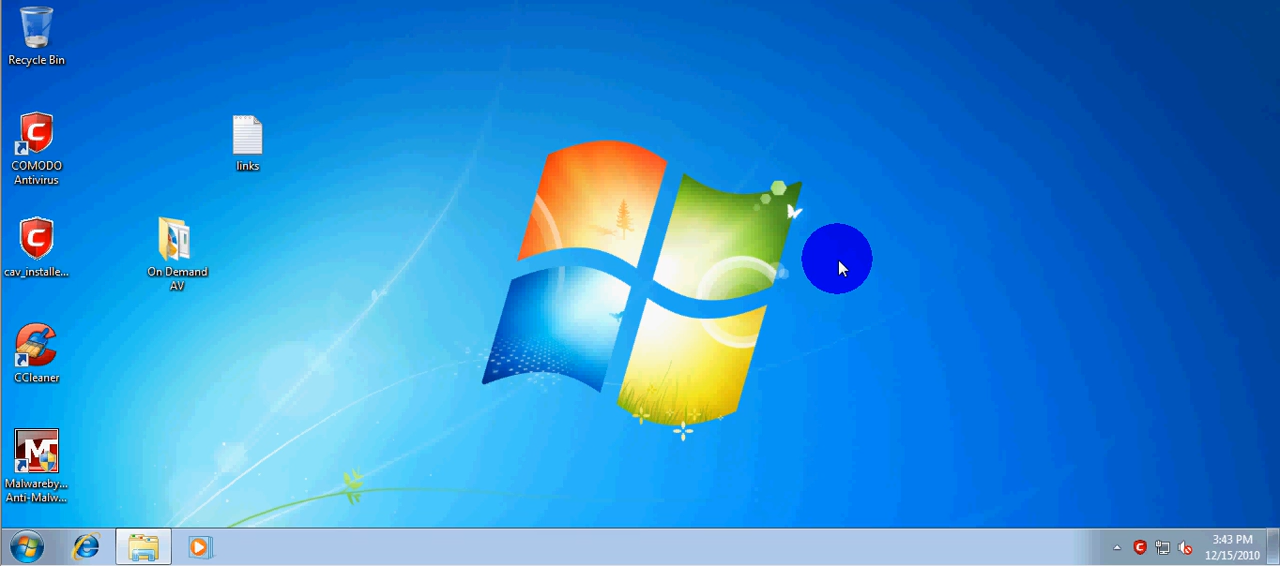 Recycle Bin
COMODO
Antivirus
links
cav_installe...
On Demand
AV
CCleaner
Malwareby...
Anti-Malw...
3:43 PM
12/15/2010